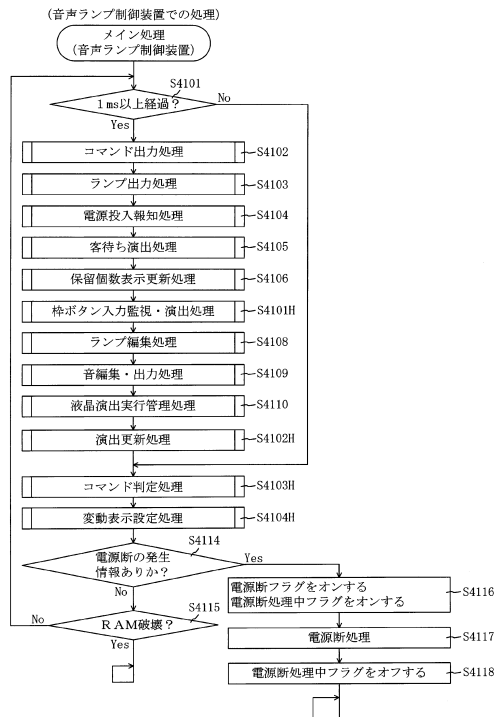 (音声ランプ制御装置での処理)
メイン処理
(音声ランプ制御装置)
S4101
1ms以上経過?
No
Yes
コマンド出力処理
S4102
ランプ出力処理
S4103
電源投入報知処理
S4104
客待ち演出処理
S4105
保留個数表示更新処理
S4106
枠ボタン入力監視・演出処理
S4101H
ランプ編集処理
S4108
音編集・出力処理
S4109
液晶演出実行管理処理
S4110
演出更新処理
S4102H
コマンド判定処理
S4103H
変動表示設定処理
S4104H
S4114
電源断の発生
情報ありか?
Yes
No
電源断フラグをオンする
電源断処理中フラグをオンする
S4116
S4115
RAM破壊?
No
Yes
電源断処理
S4117
電源断処理中フラグをオフする
S4118